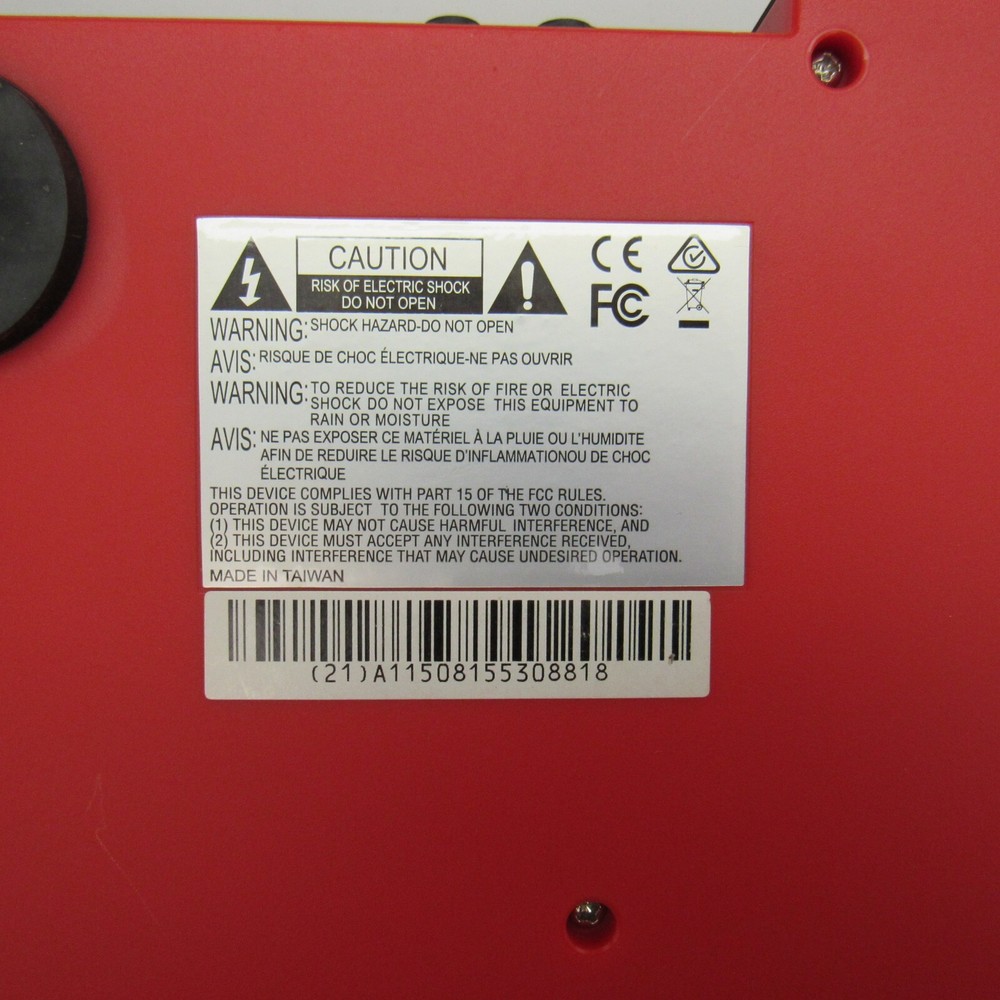 CAUTION
RISK OF ELECTRIC SHOCK
DO NOT OPEN
CE
FC
WARNING: SHOCK HAZARD-DO NOT OPEN
AVIS: RISQUE DE CHOC ÉLECTRIQUE-NE PAS OUVRIR
WARNING: TO REDUCE THE RISK OF FIRE OR ELECTRIC
SHOCK DO NOT EXPOSE THIS EQUIPMENT TO
RAIN OR MOISTURE
AVIS: NE PAS EXPOSER CE MATÉRIEL À LA PLUIE OU L'HUMIDITE
AFIN DE REDUIRE LE RISQUE D'INFLAMMATIONOU DE CHOC
ÉLECTRIQUE
THIS DEVICE COMPLIES WITH PART 15 OF THE FCC RULES.
OPERATION IS SUBJECT TO THE FOLLOWING TWO CONDITIONS:
(1) THIS DEVICE MAY NOT CAUSE HARMFUL INTERFERENCE, AND
(2) THIS DEVICE MUST ACCEPT ANY INTERFERENCE RECEIVED,
INCLUDING INTERFERENCE THAT MAY CAUSE UNDESIRED OPERATION.
MADE IN TAIWAN
(21)A11508155308818